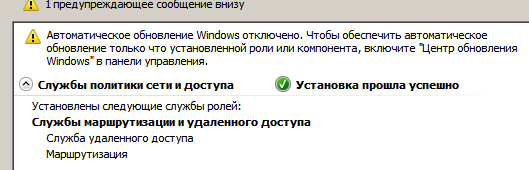 1 предупреждающее сообщение внизу
Автоматическое обновление Windows отключено. Чтобы обеспечить автоматическое
обновление только что установленной роли или компонента, включите "Центр обновления
Windows" в панели управления.
Службы политики сети и доступа Установка прошла успешно
Установлены следующие службы ролей:
Службы маршрутизации и удаленного доступа
Служба удаленного доступа
Маршрутизация